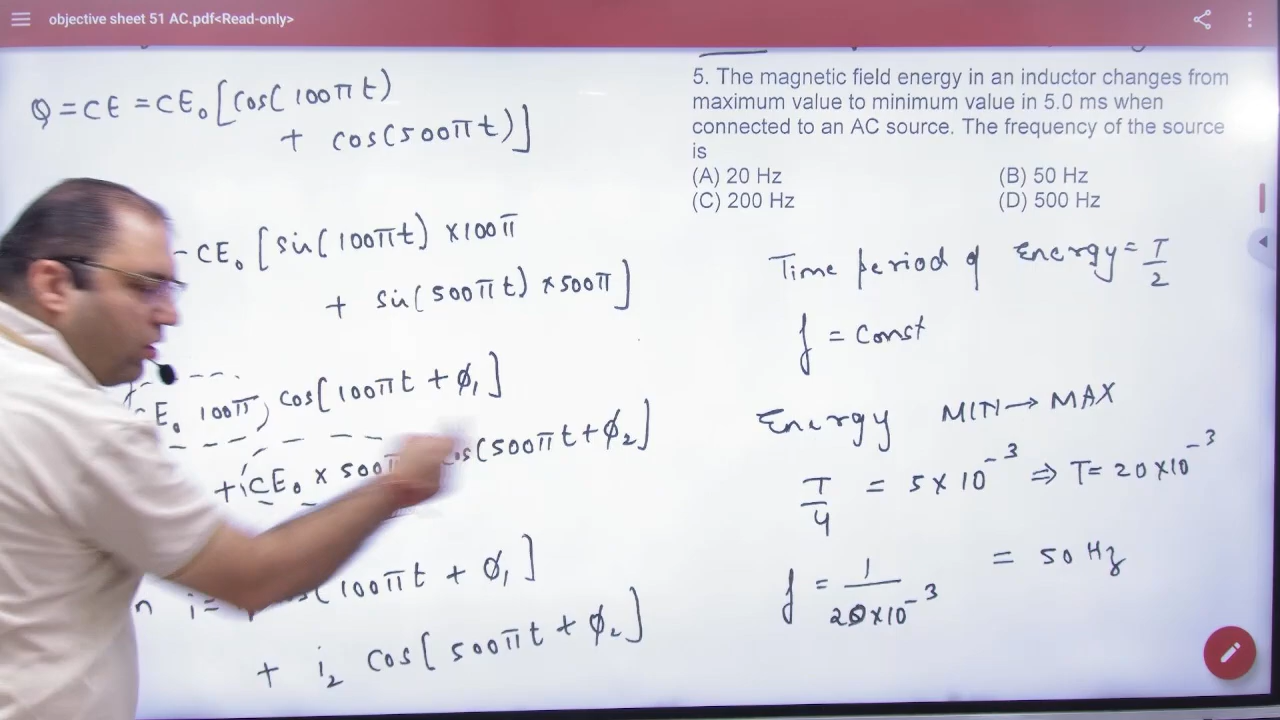 objective sheet 51 AC.pdf<Read-only>
Q = CE = CE₀ [cos(100πt)
+ cos(500πt)]
- CE₀ [sin(100πt) × 100π
+ sin(500πt) × 500π]
E₀ 100π) cos[100πt + ϕ₁]
+ (CE₀ × 500π cos(500πt + ϕ₂]
i = cos(100πt + ϕ₁]
+ i₂ cos[500πt + ϕ₂]
5. The magnetic field energy in an inductor changes from
maximum value to minimum value in 5.0 ms when
connected to an AC source. The frequency of the source
is
(A) 20 Hz (B) 50 Hz
(C) 200 Hz (D) 500 Hz
Time period of Energy = T/2
f = Const
Energy MIN → MAX
T/4 = 5 × 10⁻³ ⇒ T = 20 × 10⁻³
f = 1/20×10⁻³ = 50 Hz